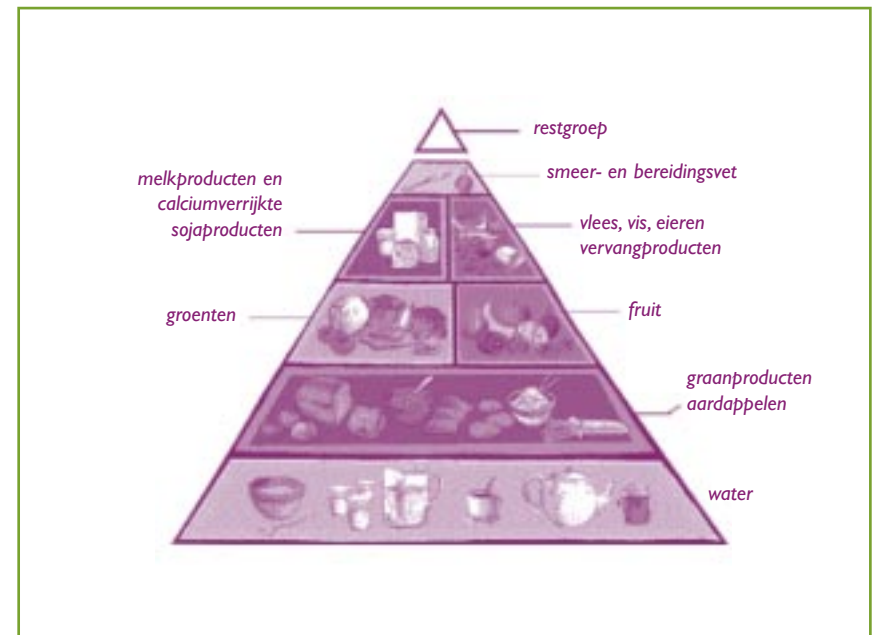 restgroep
smeer- en bereidingsvet
melkproducten en
calciumverrijkte
sojaproducten
vlees, vis, eieren
vervangproducten
groenten
fruit
graanproducten
aardappelen
water